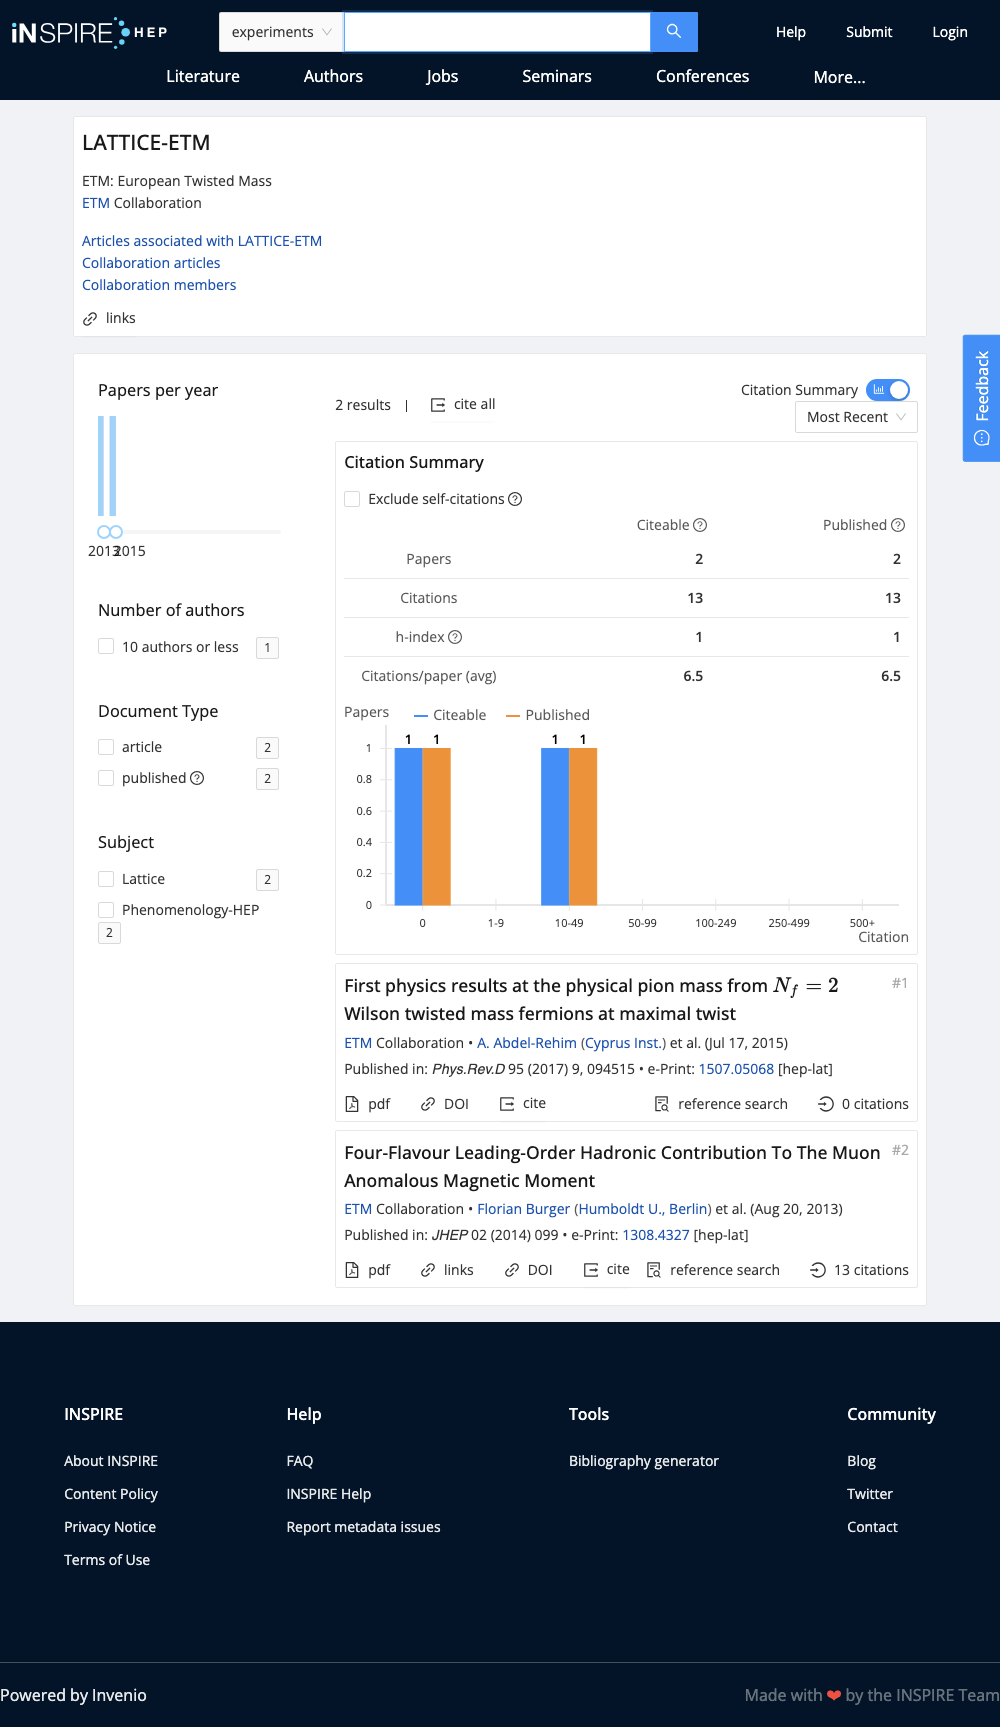 iNSPIRE HEP
experiments
Help
Submit
Login
Literature
Authors
Jobs
Seminars
Conferences
More...
LATTICE-ETM
ETM: European Twisted Mass
ETM Collaboration
Articles associated with LATTICE-ETM
Collaboration articles
Collaboration members
links
Feedback
Papers per year
2013
2015
Number of authors
10 authors or less 1
Document Type
article 2
published 2
Subject
Lattice 2
Phenomenology-HEP
2
2 results | cite all
Citation Summary
Most Recent
Citation Summary
Exclude self-citations
Citeable Published
Papers 2 2
Citations 13 13
h-index 1 1
Citations/paper (avg) 6.5 6.5
Papers
Citeable Published
1 1 1 1
1
0.8
0.6
0.4
0.2
0
0 1-9 10-49 50-99 100-249 250-499 500+
Citation
First physics results at the physical pion mass from N_f = 2 #1
Wilson twisted mass fermions at maximal twist
ETM Collaboration • A. Abdel-Rehim (Cyprus Inst.) et al. (Jul 17, 2015)
Published in: Phys.Rev.D 95 (2017) 9, 094515 • e-Print: 1507.05068 [hep-lat]
pdf DOI cite reference search 0 citations
Four-Flavour Leading-Order Hadronic Contribution To The Muon #2
Anomalous Magnetic Moment
ETM Collaboration • Florian Burger (Humboldt U., Berlin) et al. (Aug 20, 2013)
Published in: JHEP 02 (2014) 099 • e-Print: 1308.4327 [hep-lat]
pdf links DOI cite reference search 13 citations
INSPIRE
About INSPIRE
Content Policy
Privacy Notice
Terms of Use
Help
FAQ
INSPIRE Help
Report metadata issues
Tools
Bibliography generator
Community
Blog
Twitter
Contact
Powered by Invenio
Made with ❤ by the INSPIRE Team